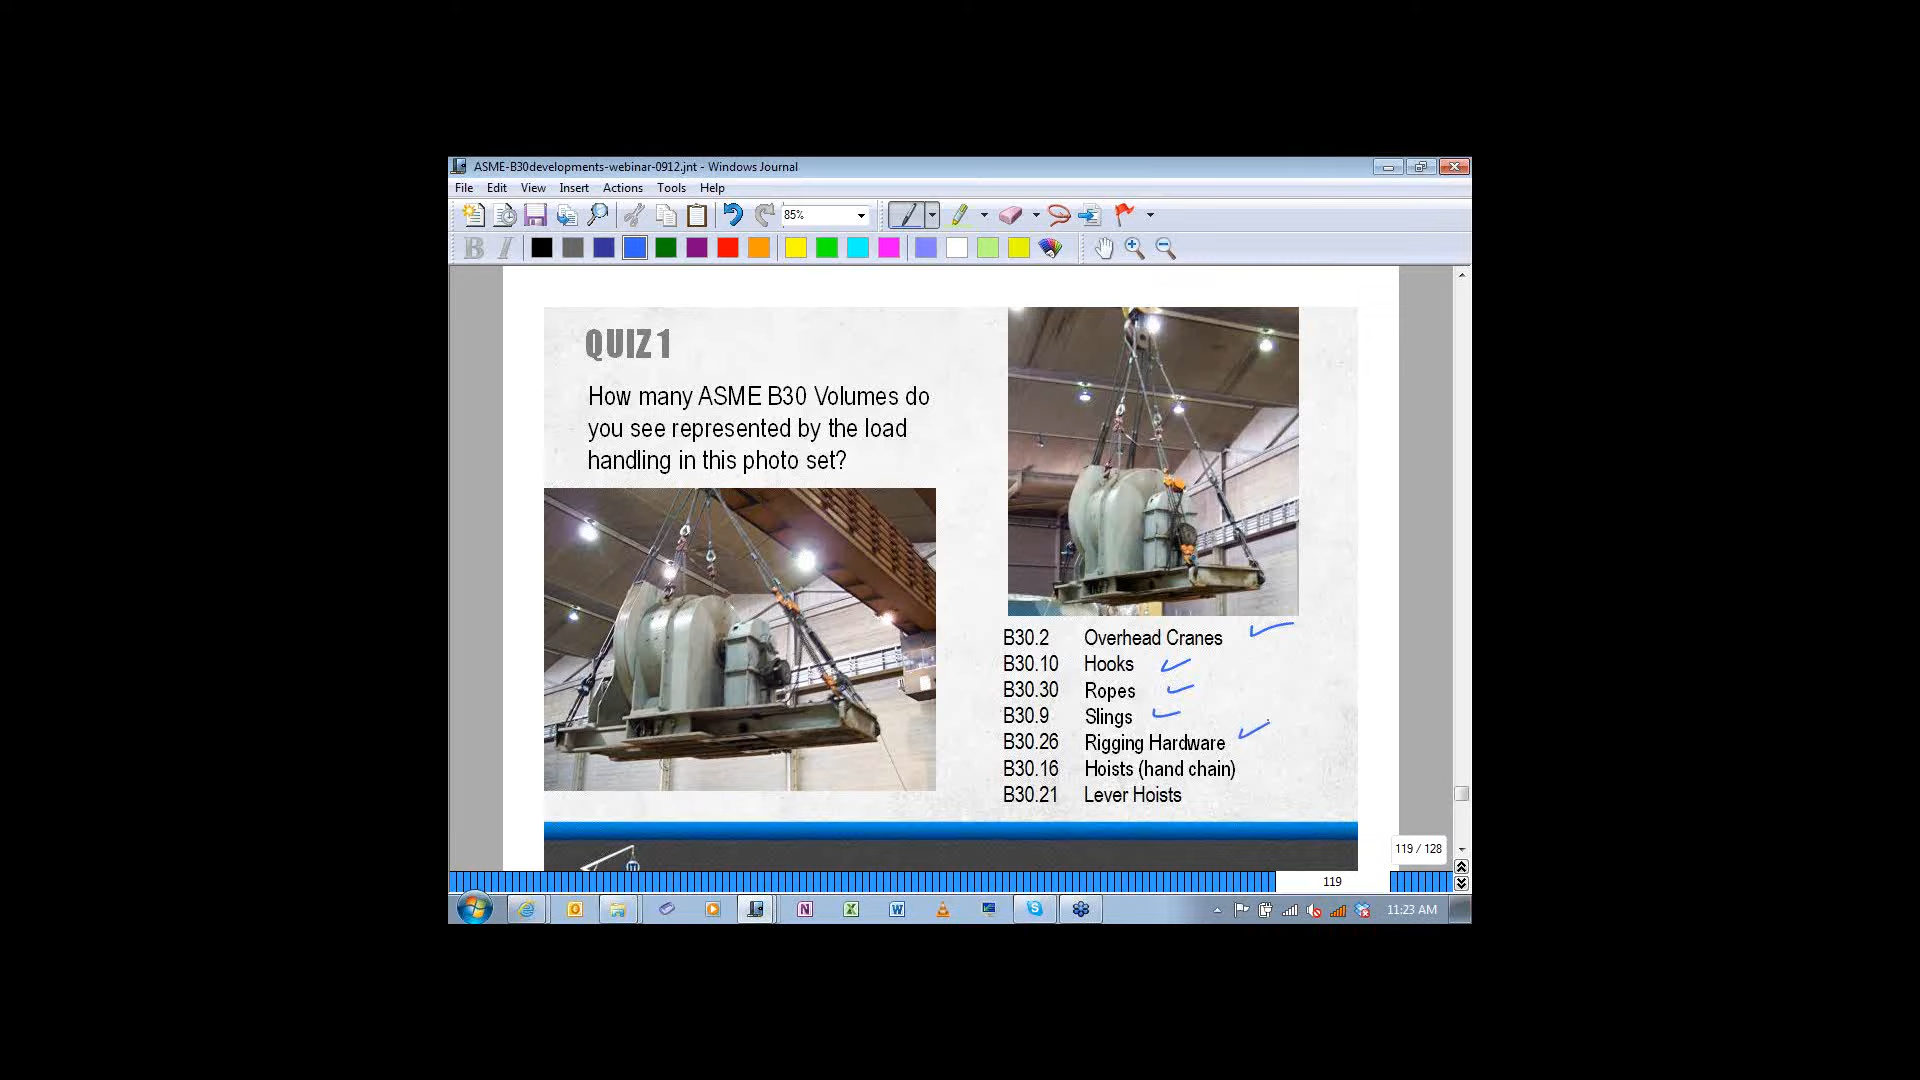 ASME-B30developments-webinar-0912.jnt - Windows Journal
File Edit View Insert Actions Tools Help
85%
B I
QUIZ 1
How many ASME B30 Volumes do
you see represented by the load
handling in this photo set?
B30.2 Overhead Cranes
B30.10 Hooks
B30.30 Ropes
B30.9 Slings
B30.26 Rigging Hardware
B30.16 Hoists (hand chain)
B30.21 Lever Hoists
119 / 128
119
11:23 AM